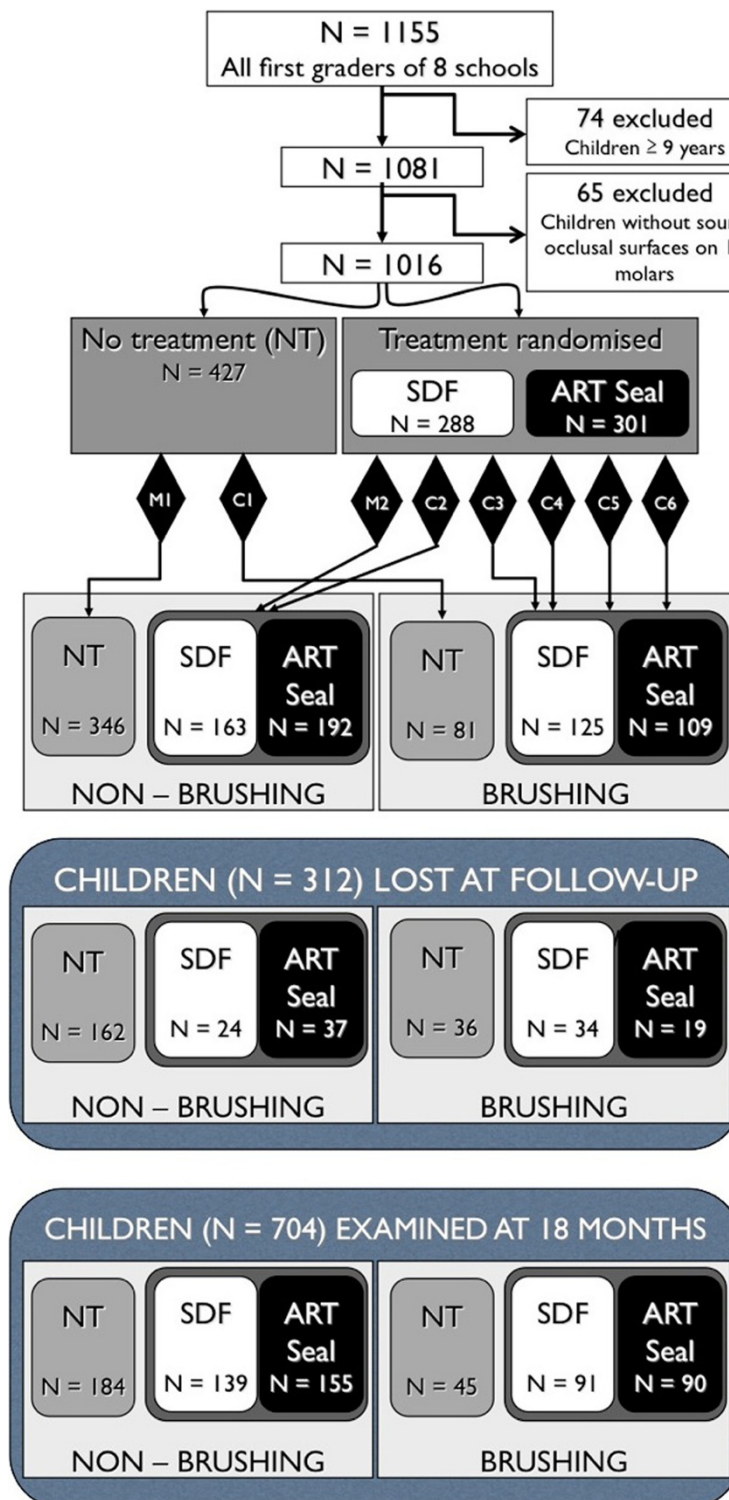 N = 1155
All first graders of 8 schools
74 excluded
Children ≥ 9 years
N = 1081
65 excluded
Children without
occlusal surfaces on
molars
N = 1016
No treatment (NT)
N = 427
Treatment randomised
SDF
N = 288
ART Seal
N = 301
M1
C1
M2
C2
C3
C4
C5
C6
NT
N = 346
SDF
N = 163
ART
Seal
N = 192
NON – BRUSHING
NT
N = 81
SDF
N = 125
ART
Seal
N = 109
BRUSHING
CHILDREN (N = 312) LOST AT FOLLOW-UP
NT
N = 162
SDF
N = 24
ART
Seal
N = 37
NON – BRUSHING
NT
N = 36
SDF
N = 34
ART
Seal
N = 19
BRUSHING
CHILDREN (N = 704) EXAMINED AT 18 MONTHS
NT
N = 184
SDF
N = 139
ART
Seal
N = 155
NON – BRUSHING
NT
N = 45
SDF
N = 91
ART
Seal
N = 90
BRUSHING